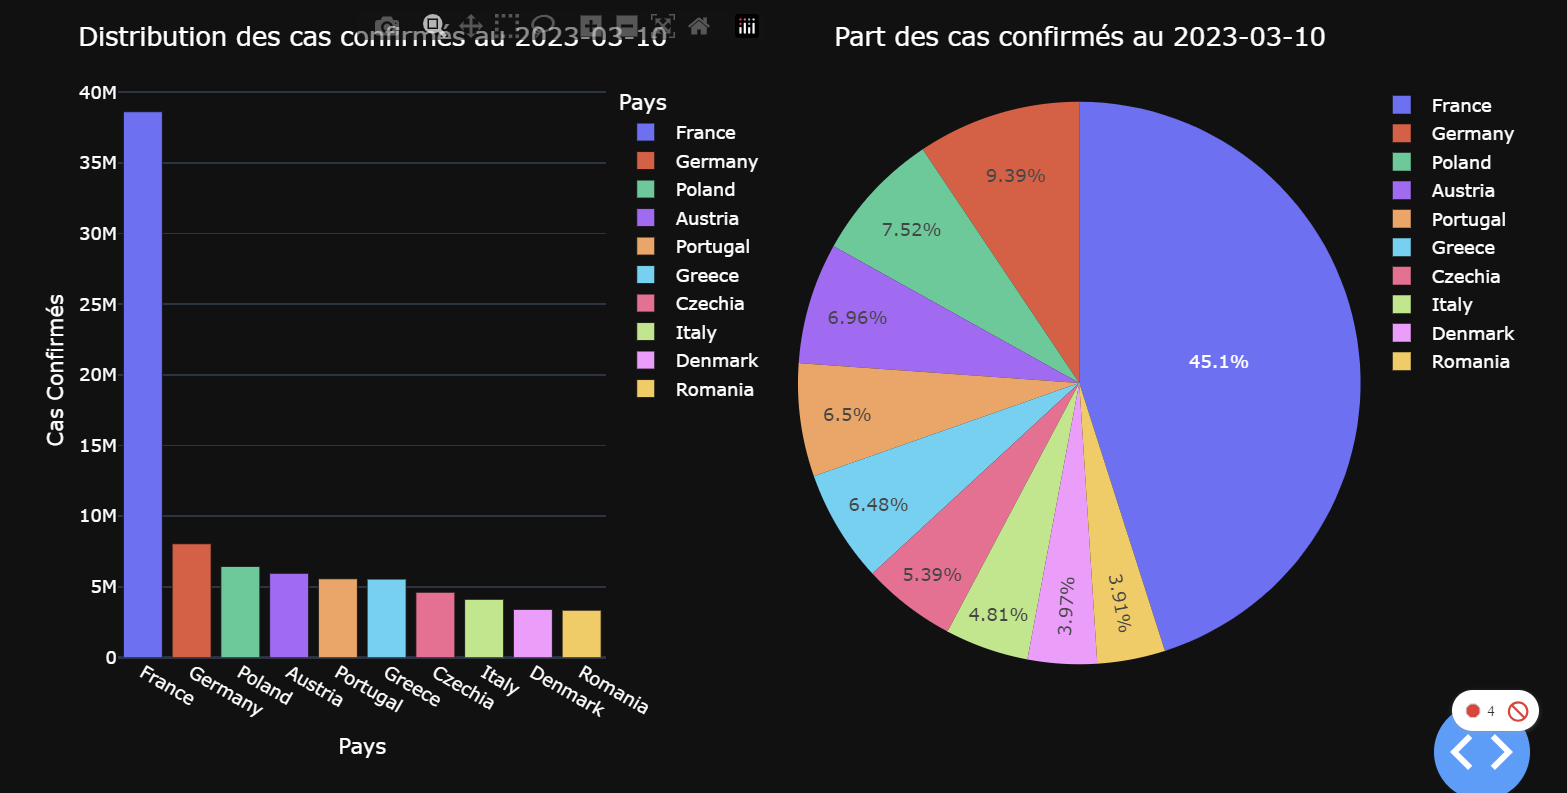 Distribution des cas confirmés au 2023-03-10
40M
35M
30M
25M
20M
15M
10M
5M
0
Cas Confirmés
France
Germany
Poland
Austria
Portugal
Greece
Czechia
Italy
Denmark
Romania
Pays
Pays
France
Germany
Poland
Austria
Portugal
Greece
Czechia
Italy
Denmark
Romania
Part des cas confirmés au 2023-03-10
9.39%
7.52%
6.96%
45.1%
6.5%
6.48%
5.39%
4.81%
3.97%
3.91%
France
Germany
Poland
Austria
Portugal
Greece
Czechia
Italy
Denmark
Romania
4